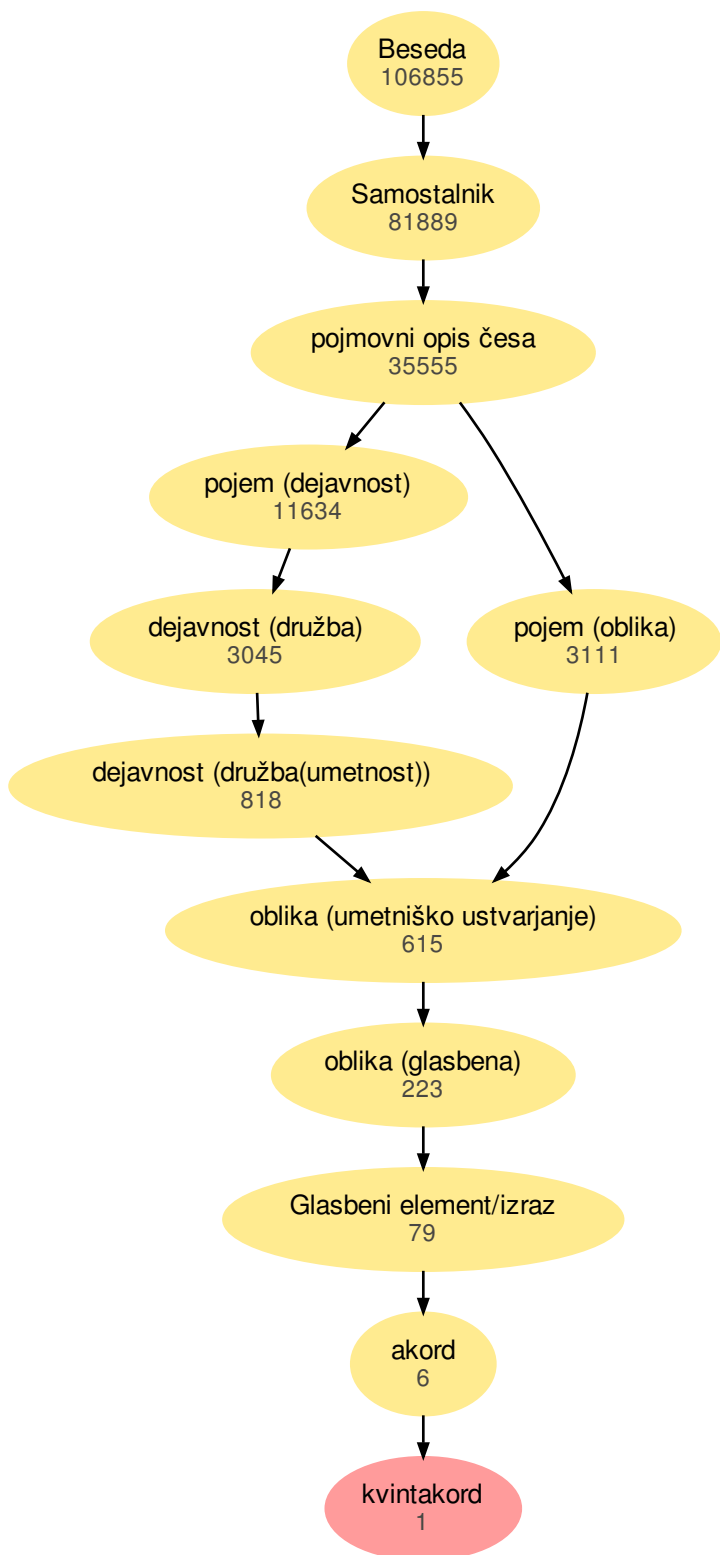 Beseda
106855
Samostalnik
81889
pojmovni opis česa
35555
pojem (dejavnost)
11634
dejavnost (družba)
3045
pojem (oblika)
3111
dejavnost (družba(umetnost))
818
oblika (umetniško ustvarjanje)
615
oblika (glasbena)
223
Glasbeni element/izraz
79
akord
6
kvintakord
1